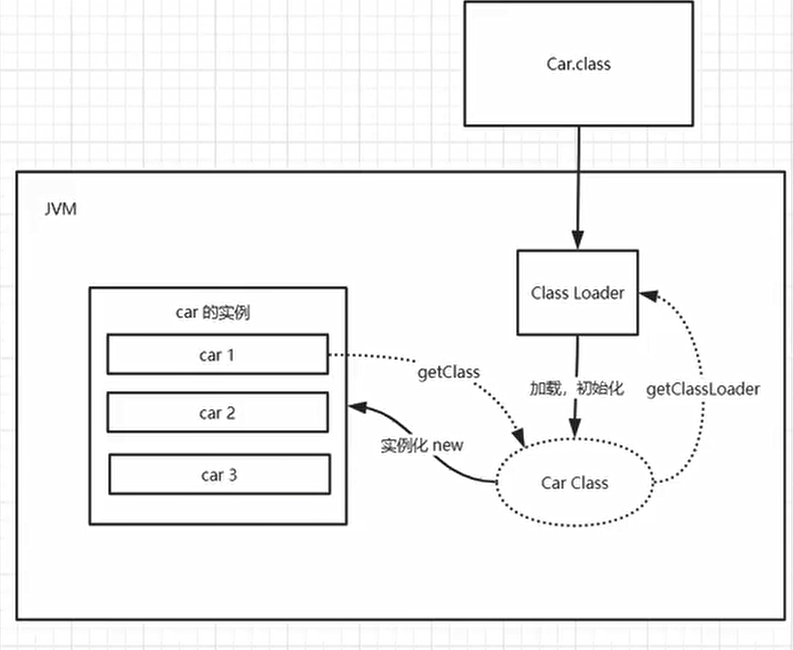 Car.class
JVM
Class Loader
car 的实例
car 1
getClass
加载，初始化
getClassLoader
car 2
实例化 new
car 3
Car Class